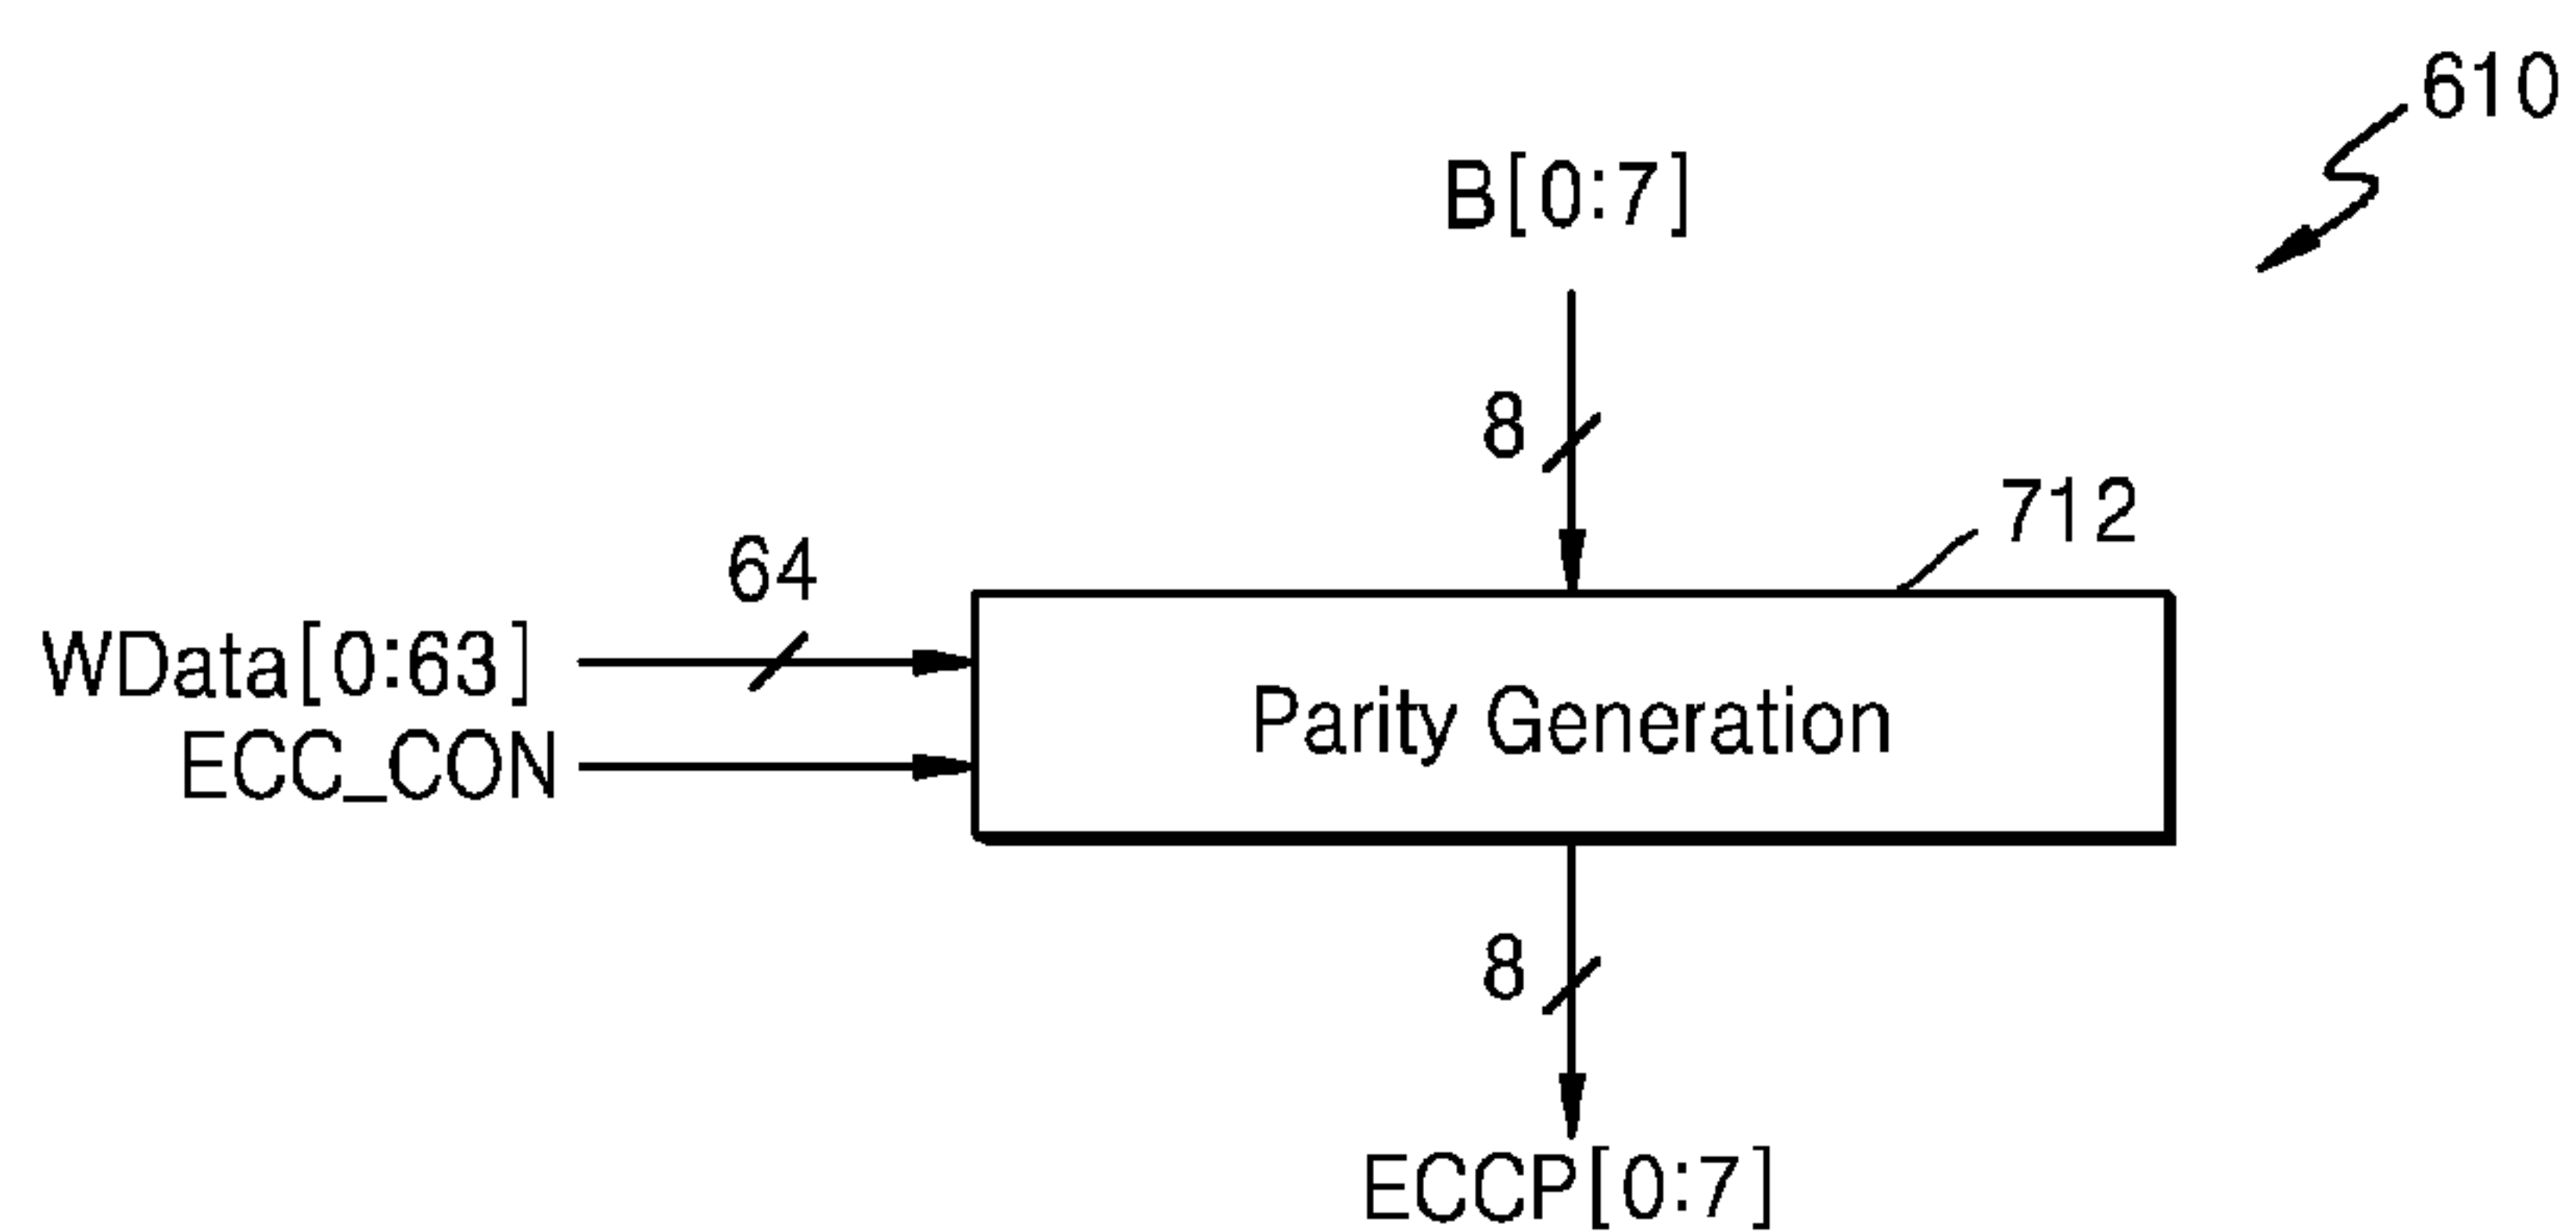 610
B[0:7]
8
712
64
WData[0:63]
Parity Generation
ECC_CON
8
ECCP[0:7]